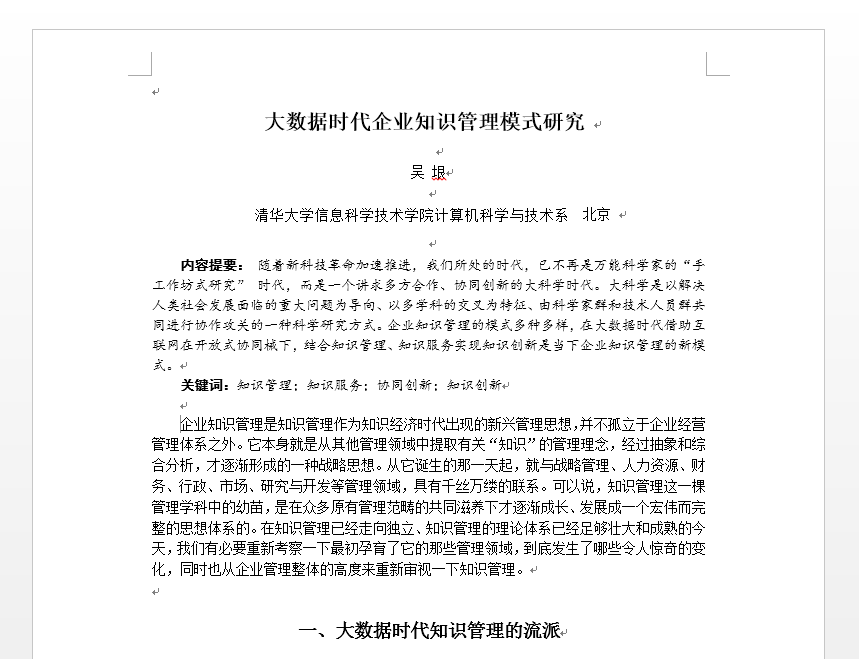 大数据时代企业知识管理模式研究
吴 垠
清华大学信息科学技术学院计算机科学与技术系 北京
内容提要: 随着新科技革命加速推进，我们所处的时代，已不再是万能科学家的“手
工作坊式研究” 时代，而是一个讲求多方合作、协同创新的大科学时代。大科学是以解决
人类社会发展面临的重大问题为导向、以多学科的交叉为特征、由科学家群和技术人员群共
同进行协作攻关的一种科学研究方式。企业知识管理的模式多种多样，在大数据时代借助互
联网在开放式协同械下，结合知识管理、知识服务实现知识创新是当下企业知识管理的新模
式。
关键词：知识管理；知识服务；协同创新；知识创新
企业知识管理是知识管理作为知识经济时代出现的新兴管理思想，并不孤立于企业经营
管理体系之外。它本身就是从其他管理领域中提取有关“知识”的管理理念，经过抽象和综
合分析，才逐渐形成的一种战略思想。从它诞生的那一天起，就与战略管理、人力资源、财
务、行政、市场、研究与开发等管理领域，具有千丝万缕的联系。可以说，知识管理这一棵
管理学科中的幼苗，是在众多原有管理范畴的共同滋养下才逐渐成长、发展成一个宏伟而完
整的思想体系的。在知识管理已经走向独立、知识管理的理论体系已经足够壮大和成熟的今
天，我们有必要重新考察一下最初孕育了它的那些管理领域，到底发生了哪些令人惊奇的变
化，同时也从企业管理整体的高度来重新审视一下知识管理。
一、大数据时代知识管理的流派